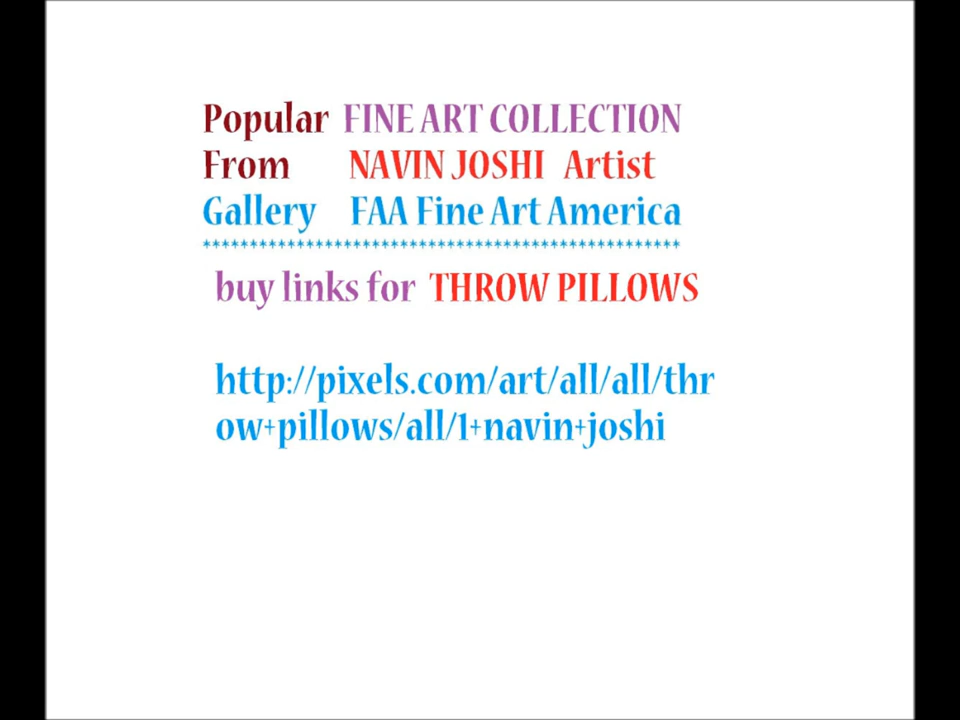 Popular FINE ART COLLECTION
From NAVIN JOSHI Artist
Gallery FAA Fine Art America
***************************************************
buy links for THROW PILLOWS
http://pixels.com/art/all/all/thr
ow+pillows/all/1+navin+joshi